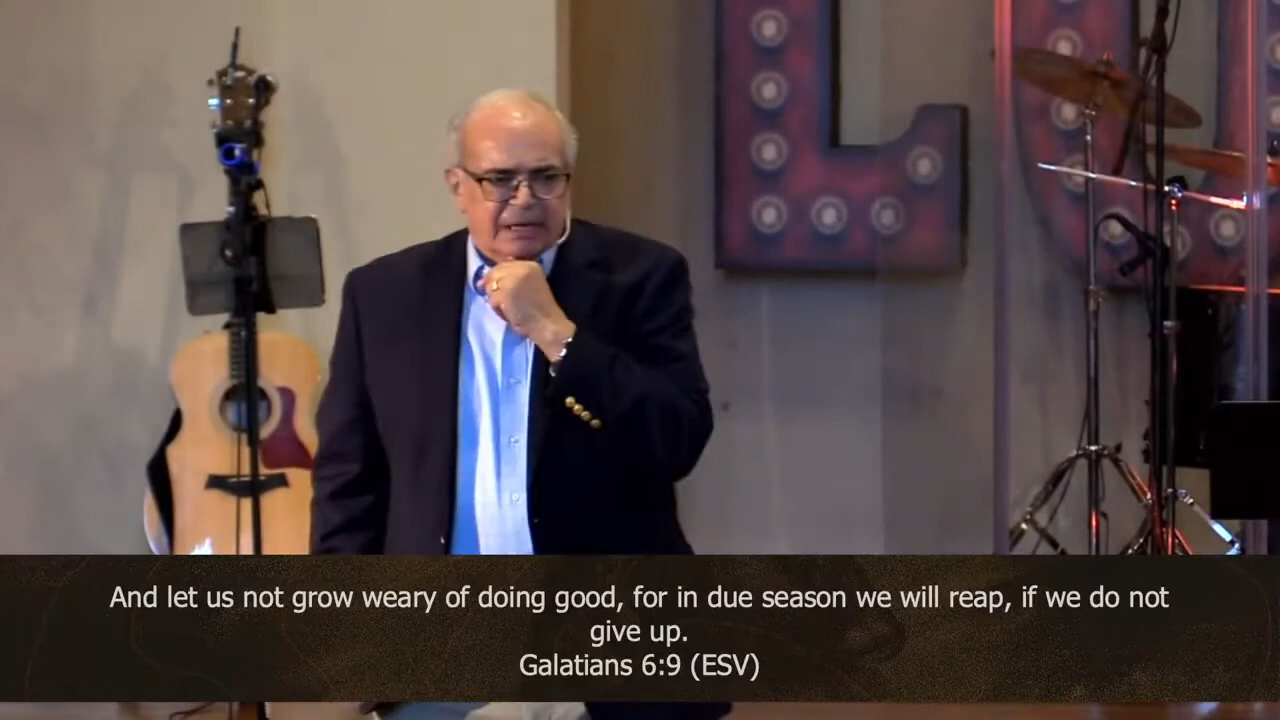 L
And let us not grow weary of doing good, for in due season we will reap, if we do not
give up.
Galatians 6:9 (ESV)